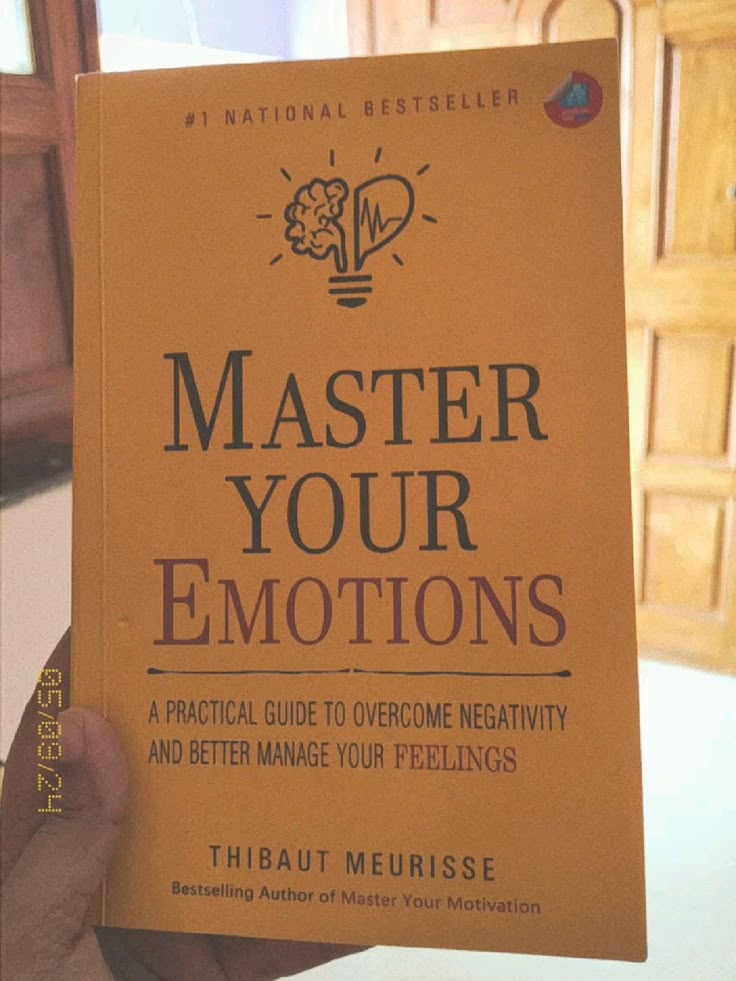 #1 NATIONAL BESTSELLER
MASTER
YOUR
EMOTIONS
A PRACTICAL GUIDE TO OVERCOME NEGATIVITY
AND BETTER MANAGE YOUR FEELINGS
THIBAUT MEURISSE
Bestselling Author of Master Your Motivation
05/09/24